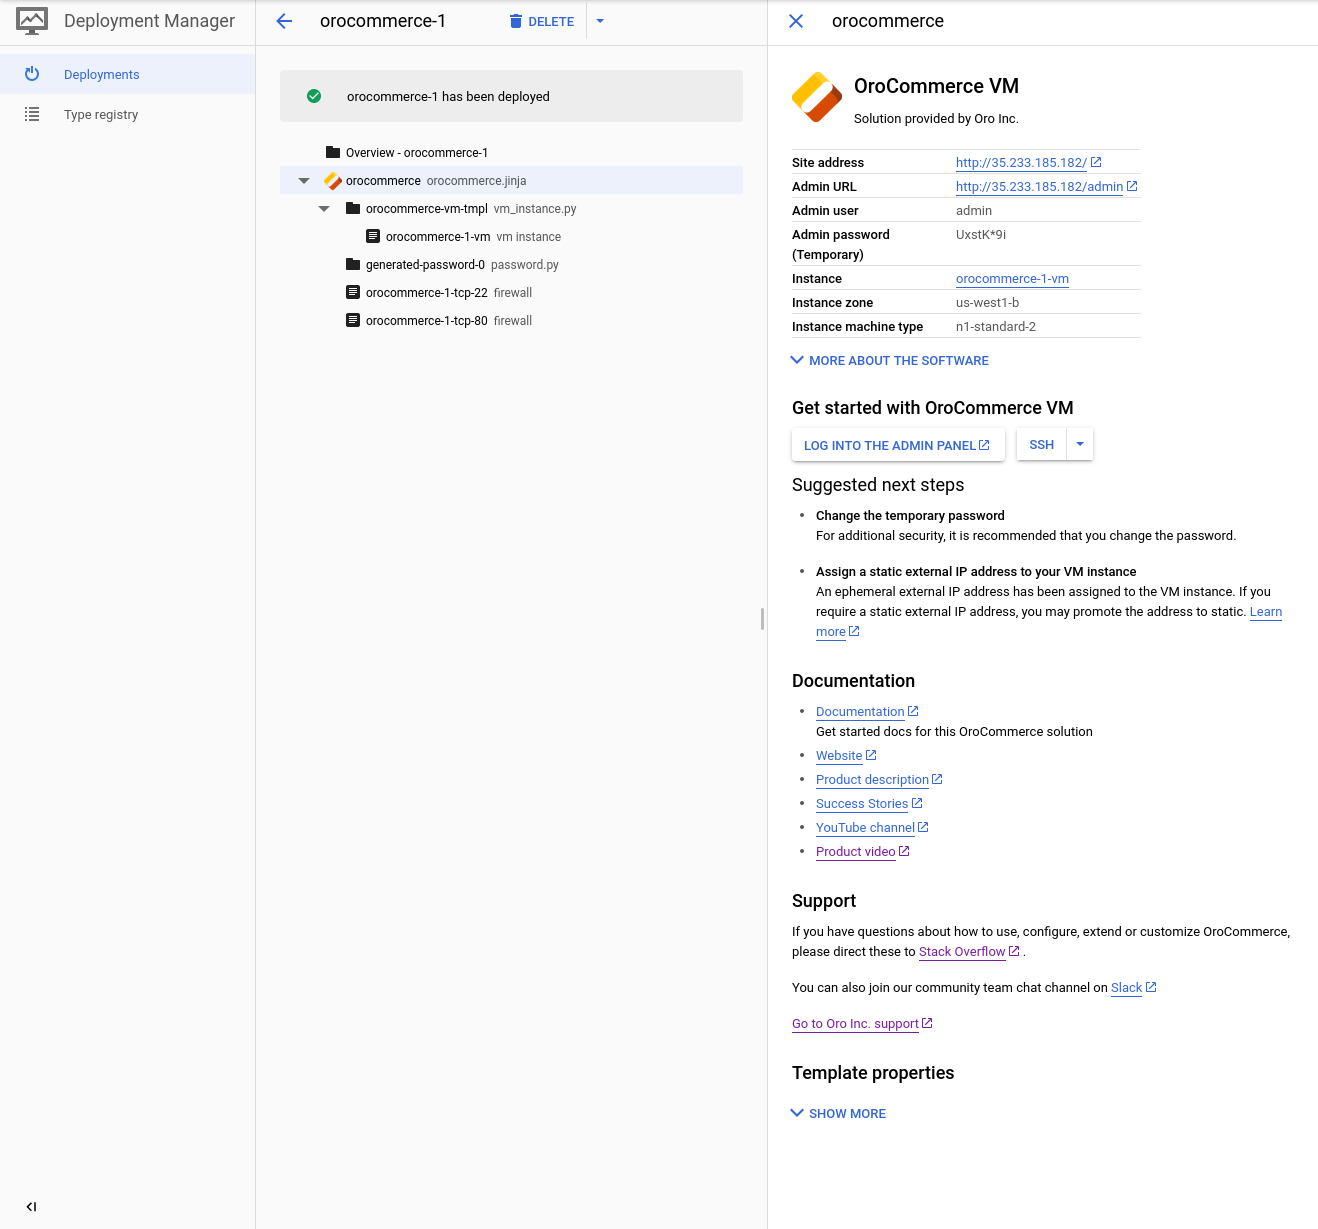 Deployment Manager
Deployments
Type registry
orocommerce-1
DELETE
orocommerce-1 has been deployed
Overview - orocommerce-1
orocommerce orocommerce.jinja
orocommerce-vm-tmpl vm_instance.py
orocommerce-1-vm vm instance
generated-password-0 password.py
orocommerce-1-tcp-22 firewall
orocommerce-1-tcp-80 firewall
orocommerce
OroCommerce VM
Solution provided by Oro Inc.
Site address http://35.233.185.182/
Admin URL http://35.233.185.182/admin
Admin user admin
Admin password UxstK*9i
(Temporary)
Instance orocommerce-1-vm
Instance zone us-west1-b
Instance machine type n1-standard-2
MORE ABOUT THE SOFTWARE
Get started with OroCommerce VM
LOG INTO THE ADMIN PANEL SSH
Suggested next steps
• Change the temporary password
For additional security, it is recommended that you change the password.
• Assign a static external IP address to your VM instance
An ephemeral external IP address has been assigned to the VM instance. If you
require a static external IP address, you may promote the address to static. Learn
more
Documentation
• Documentation
Get started docs for this OroCommerce solution
• Website
• Product description
• Success Stories
• YouTube channel
• Product video
Support
If you have questions about how to use, configure, extend or customize OroCommerce,
please direct these to Stack Overflow .
You can also join our community team chat channel on Slack
Go to Oro Inc. support
Template properties
SHOW MORE